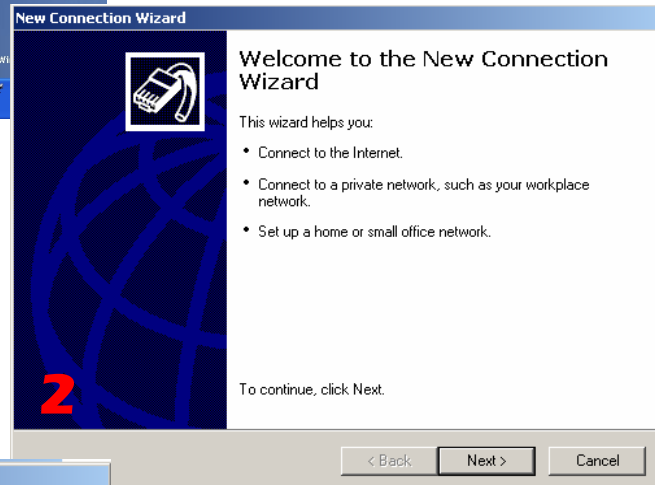 New Connection Wizard
Welcome to the New Connection
Wizard
This wizard helps you:
• Connect to the Internet.
• Connect to a private network, such as your workplace
network.
• Set up a home or small office network.
2
To continue, click Next.
< Back
Next >
Cancel